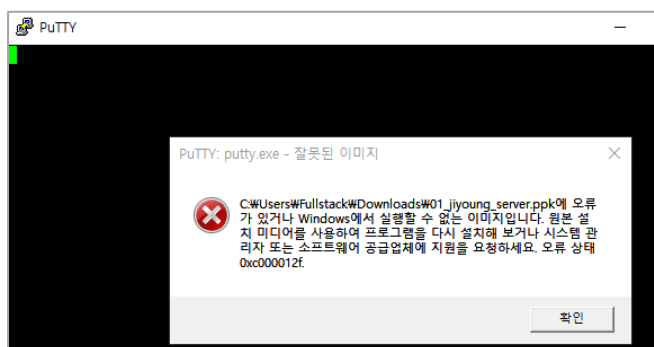 PuTTY
PuTTY: putty.exe - 잘못된 이미지
C:₩Users₩Fullstack₩Downloads₩01_jiyoung_server.ppk에 오류
가 있거나 Windows에서 실행할 수 없는 이미지입니다. 원본 설
치 미디어를 사용하여 프로그램을 다시 설치해 보거나 시스템 관
리자 또는 소프트웨어 공급업체에 지원을 요청하세요. 오류 상태
0xc000012f.
확인